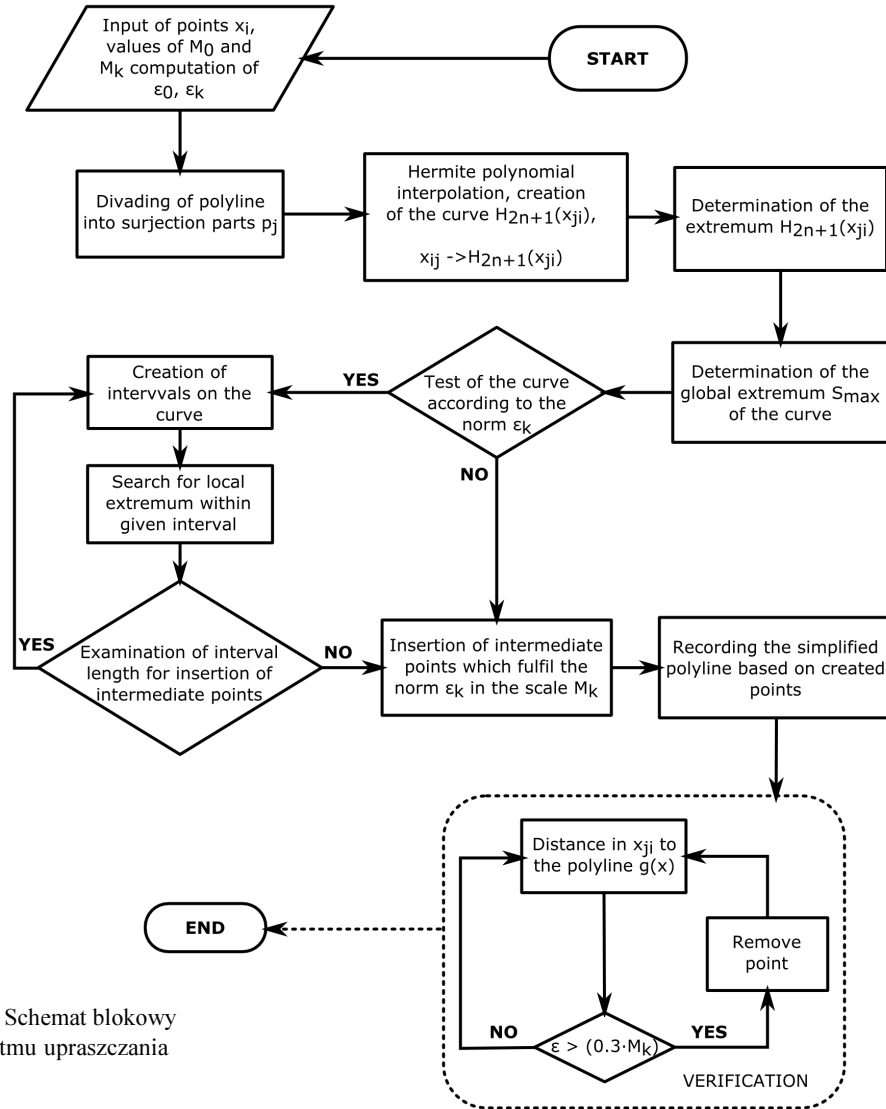 START
Input of points xi,
values of M0 and
Mk computation of
ε0, εk
Divading of polyline
into surjection parts pj
Hermite polynomial
interpolation, creation
of the curve H2n+1(xji),
xij ->H2n+1(xji)
Determination of the
extremum H2n+1(xji)
Determination of the
global extremum Smax
of the curve
Test of the curve
according to the
norm εk
YES
NO
Creation of
intervvals on the
curve
Search for local
extremum within
given interval
Examination of interval
length for insertion of
intermediate points
YES
NO
Insertion of intermediate
points which fulfil the
norm εk in the scale Mk
Recording the simplified
polyline based on created
points
Distance in xji to
the polyline g(x)
ε > (0.3·Mk)
NO
YES
Remove
point
VERIFICATION
END
Schemat blokowy
tmu upraszczania